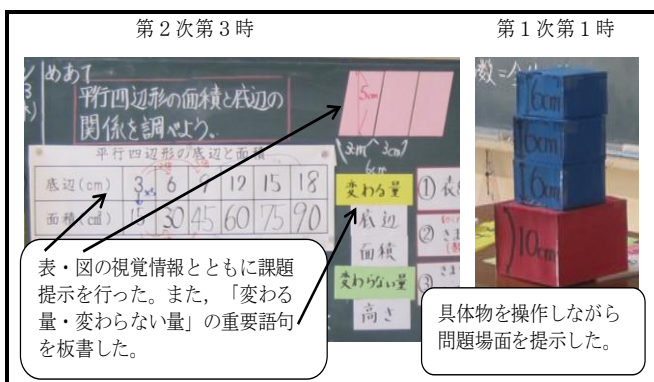 第2次第3時
第1次第1時
めあて
平行四辺形の面積と底辺の
関係を調べよう。
平行四辺形の底辺と面積
底辺(cm) 3 6 9 12 15 18
面積(㎠) 15 30 45 60 75 90
5cm
3cm
6cm
変わる量
底辺
面積
変わらない量
高さ
①
②
③
6cm
6cm
6cm
10cm
表・図の視覚情報とともに課題
提示を行った。また,「変わる
量・変わらない量」の重要語句
を板書した。
具体物を操作しながら
問題場面を提示した。